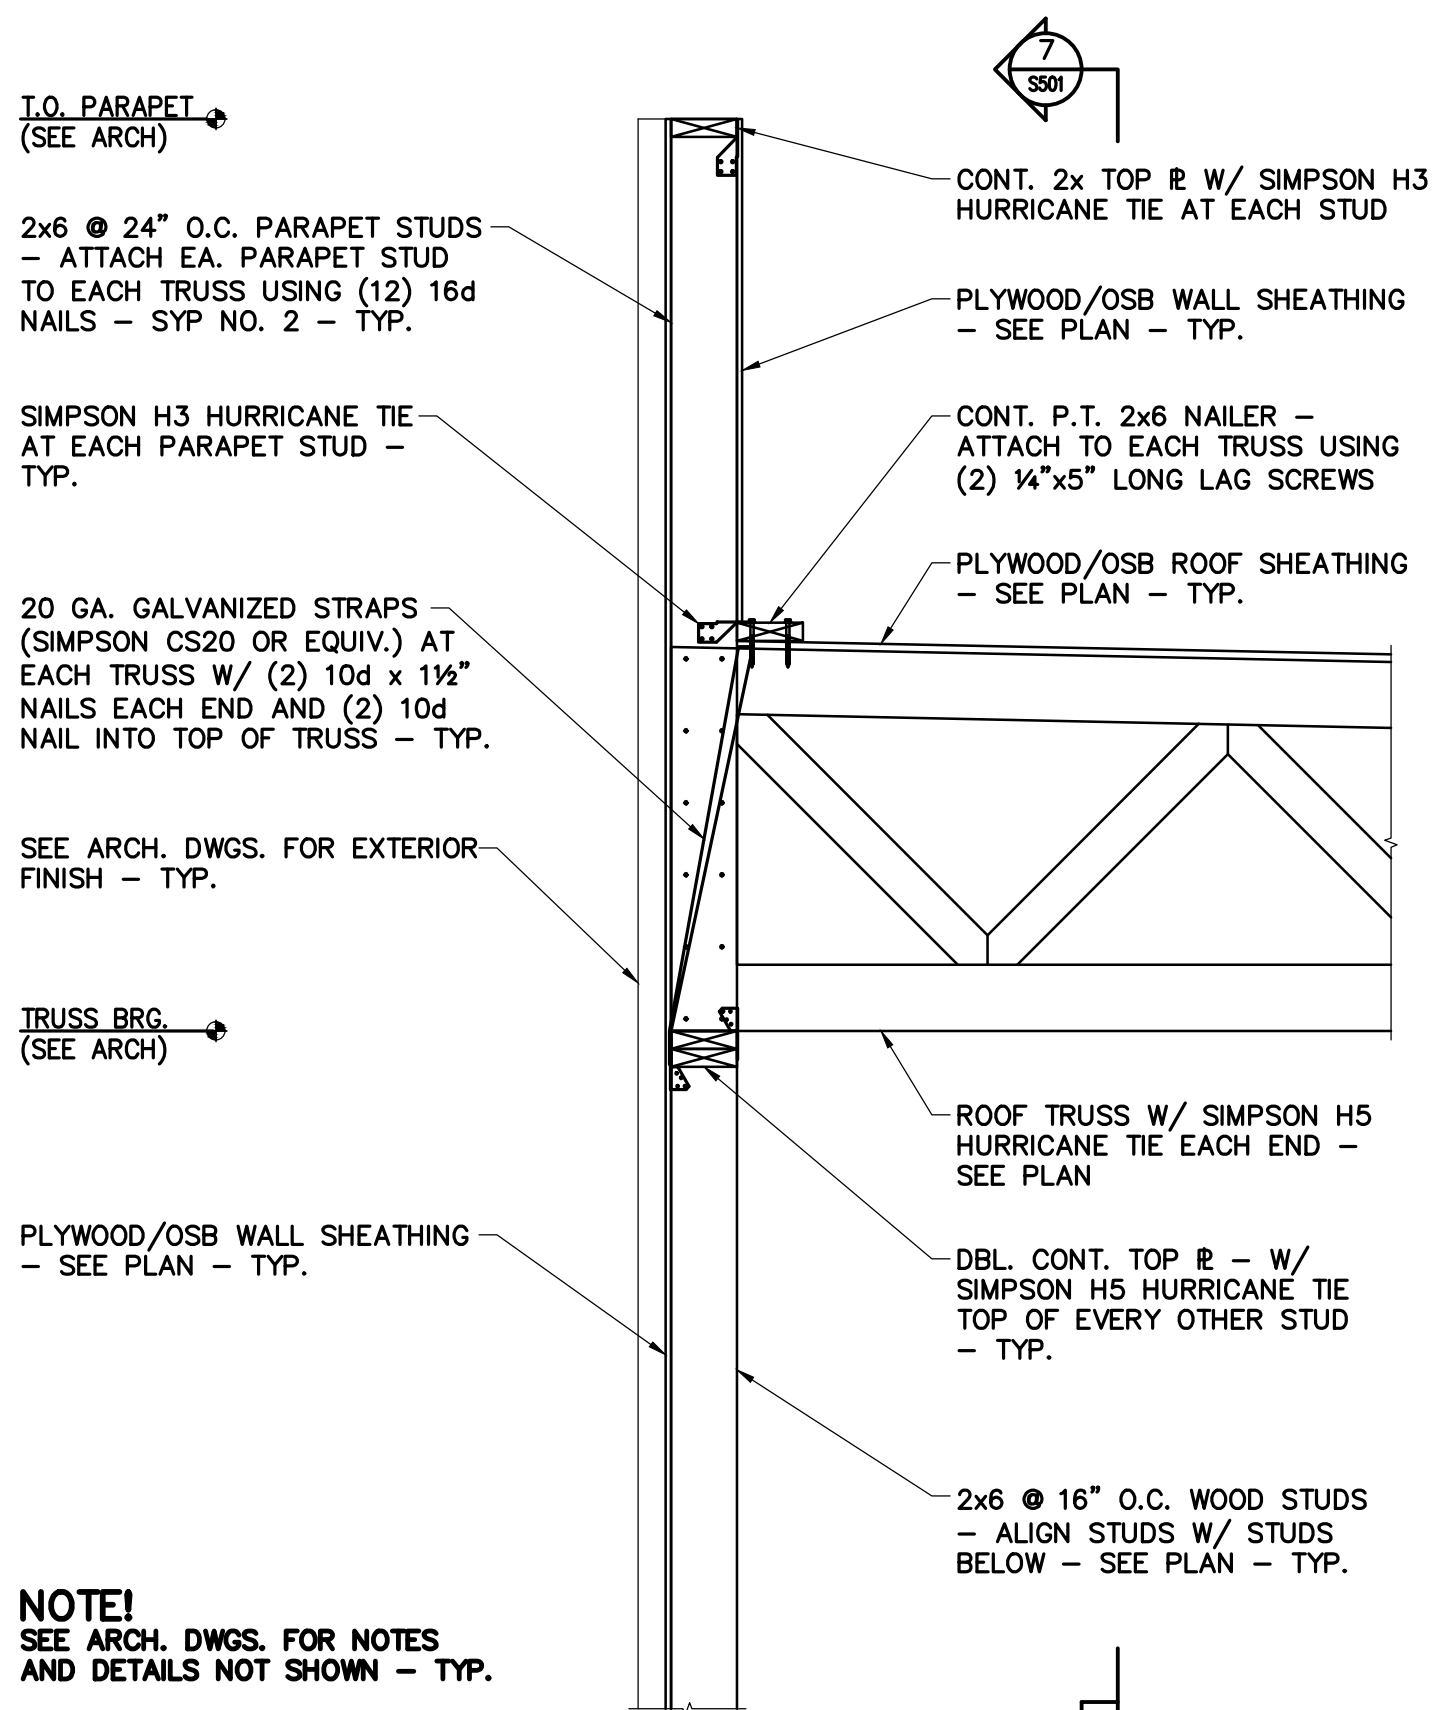 7
S501
T.O. PARAPET
(SEE ARCH)
CONT. 2x TOP ⅊ W/ SIMPSON H3
HURRICANE TIE AT EACH STUD
2x6 @ 24" O.C. PARAPET STUDS
– ATTACH EA. PARAPET STUD
TO EACH TRUSS USING (12) 16d
NAILS – SYP NO. 2 – TYP.
PLYWOOD/OSB WALL SHEATHING
– SEE PLAN – TYP.
SIMPSON H3 HURRICANE TIE
AT EACH PARAPET STUD –
TYP.
CONT. P.T. 2x6 NAILER –
ATTACH TO EACH TRUSS USING
(2) ¼"x5" LONG LAG SCREWS
PLYWOOD/OSB ROOF SHEATHING
– SEE PLAN – TYP.
20 GA. GALVANIZED STRAPS
(SIMPSON CS20 OR EQUIV.) AT
EACH TRUSS W/ (2) 10d x 1½"
NAILS EACH END AND (2) 10d
NAIL INTO TOP OF TRUSS – TYP.
SEE ARCH. DWGS. FOR EXTERIOR
FINISH – TYP.
TRUSS BRG.
(SEE ARCH)
ROOF TRUSS W/ SIMPSON H5
HURRICANE TIE EACH END –
SEE PLAN
PLYWOOD/OSB WALL SHEATHING
– SEE PLAN – TYP.
DBL. CONT. TOP ⅊ – W/
SIMPSON H5 HURRICANE TIE
TOP OF EVERY OTHER STUD
– TYP.
2x6 @ 16" O.C. WOOD STUDS
– ALIGN STUDS W/ STUDS
BELOW – SEE PLAN – TYP.
NOTE!
SEE ARCH. DWGS. FOR NOTES
AND DETAILS NOT SHOWN – TYP.